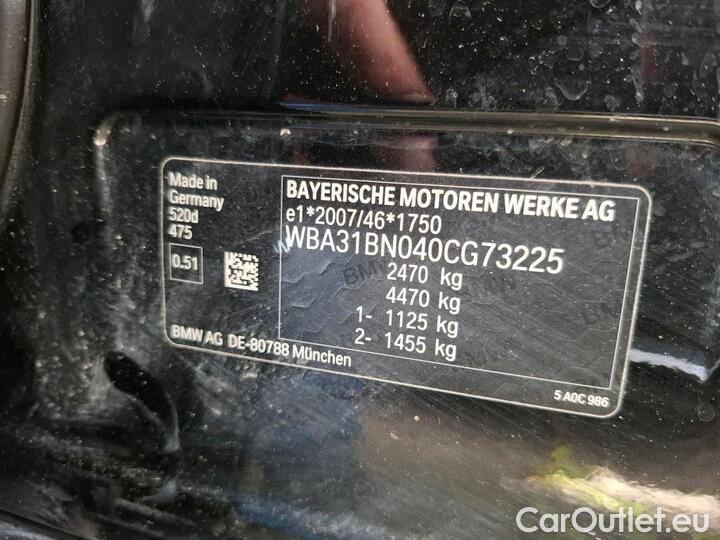 Made in
Germany
520d
475
0.51
BAYERISCHE MOTOREN WERKE AG
e1*2007/46*1750
WBA31BN040CG73225
2470 kg
4470 kg
1- 1125 kg
2- 1455 kg
BMW AG DE-80788 München
5 A0C 986
CarOutlet.eu